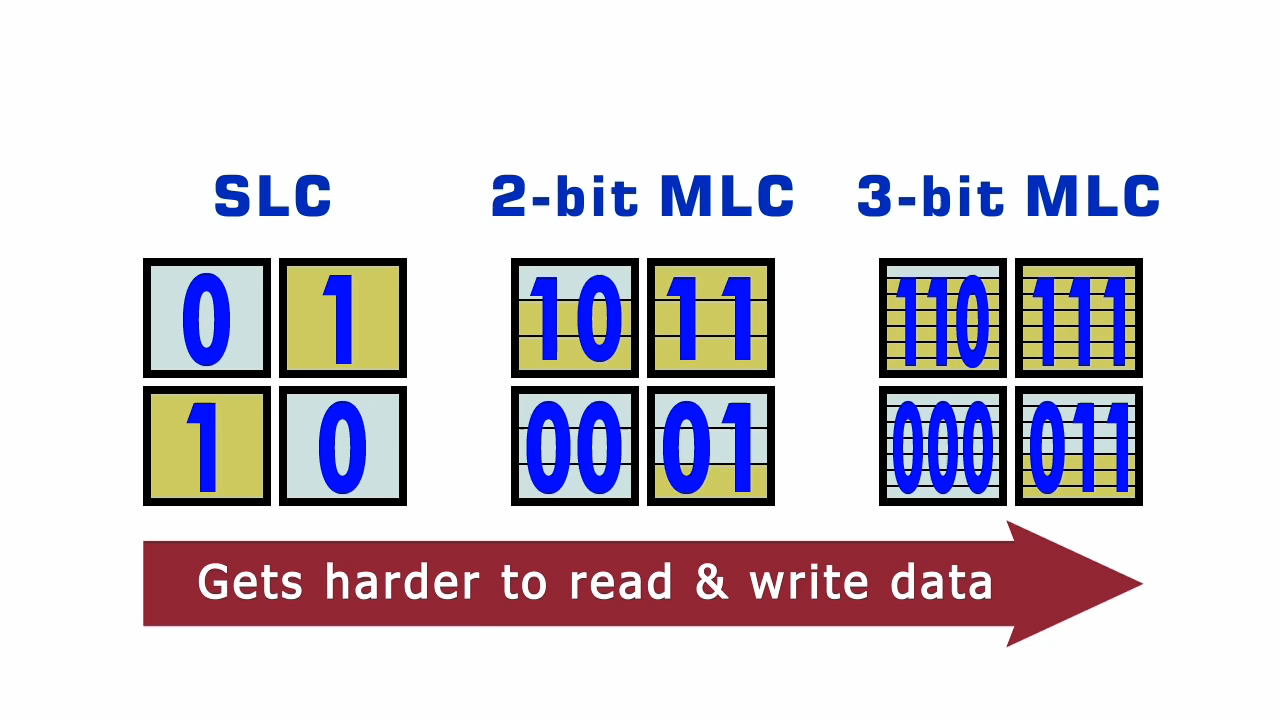 SLC 2-bit MLC 3-bit MLC
0 1 10 11 110 111
1 0 00 01 000 011
Gets harder to read & write data